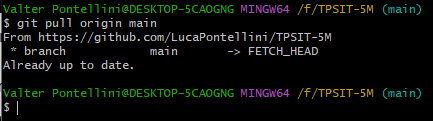 Valter Pontellini@DESKTOP-5CAOGNG MINGW64 /f/TPSIT-5M (main)
$ git pull origin main
From https://github.com/LucaPontellini/TPSIT-5M
 * branch            main       -> FETCH_HEAD
Already up to date.
Valter Pontellini@DESKTOP-5CAOGNG MINGW64 /f/TPSIT-5M (main)
$